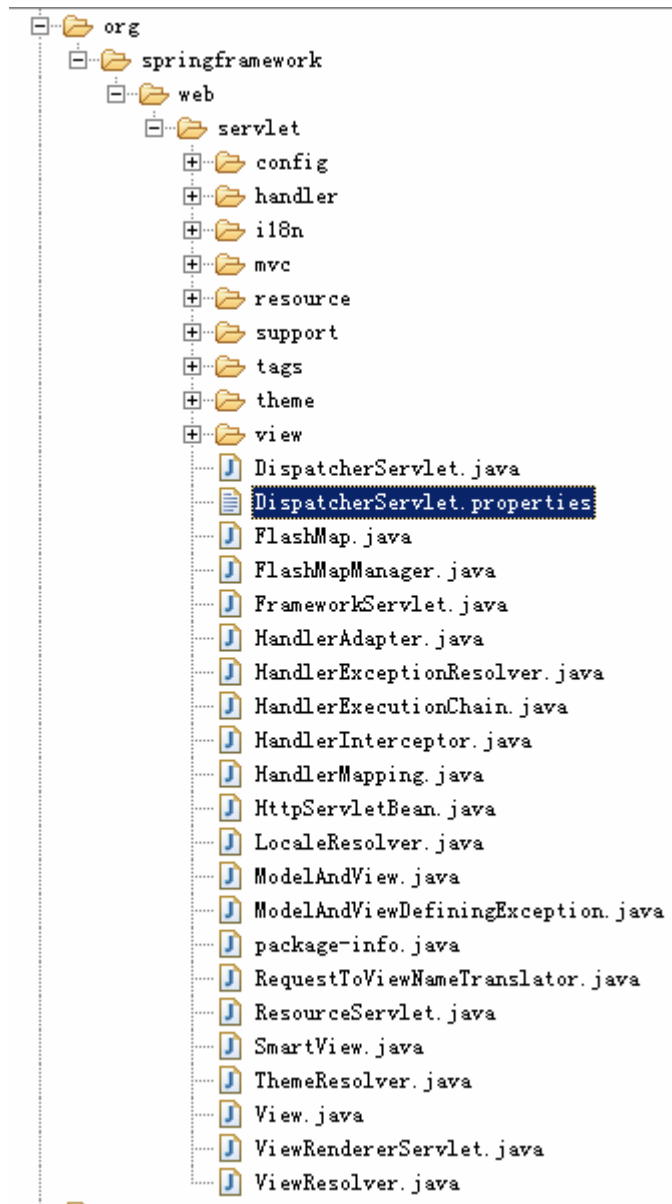 org
springframework
web
servlet
config
handler
i18n
mvc
resource
support
tags
theme
view
DispatcherServlet.java
DispatcherServlet.properties
FlashMap.java
FlashMapManager.java
FrameworkServlet.java
HandlerAdapter.java
HandlerExceptionResolver.java
HandlerExecutionChain.java
HandlerInterceptor.java
HandlerMapping.java
HttpServletBean.java
LocaleResolver.java
ModelAndView.java
ModelAndViewDefiningException.java
package-info.java
RequestToViewNameTranslator.java
ResourceServlet.java
SmartView.java
ThemeResolver.java
View.java
ViewRendererServlet.java
ViewResolver.java